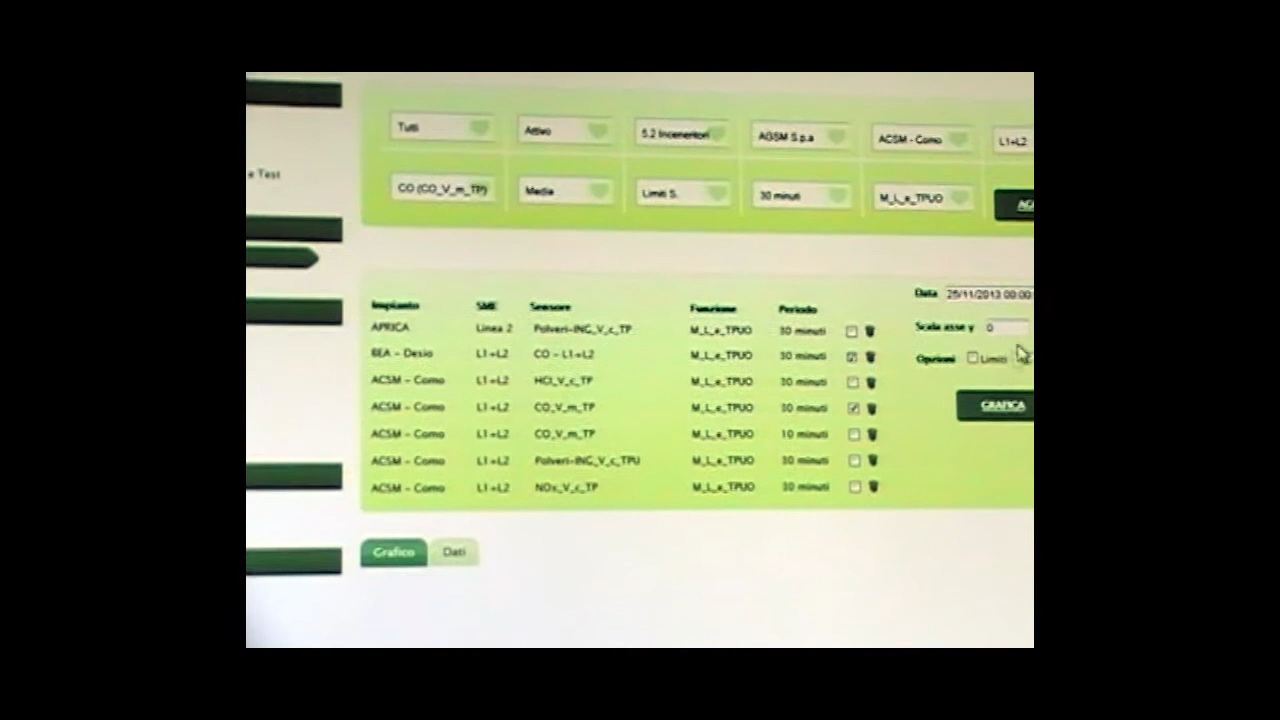 Tutti Attivo 5.2 Inceneritori AGSM S.p.a ACSM - Como L1+L2
e Test
CO (CO_V_m_TP) Media Limiti S. 30 minuti M_L_e_TPUO
Data 25/11/2013 00:00
Impianto SME Sensore Funzione Periodo
APRICA Linea 2 Polveri-ING_V_c_TP M_L_e_TPUO 30 minuti
Scala asse y 0
BEA - Desio L1+L2 CO - L1+L2 M_L_e_TPUO 30 minuti
Opzioni Limiti
ACSM - Como L1+L2 HCl_V_c_TP M_L_e_TPUO 30 minuti
ACSM - Como L1+L2 CO_V_m_TP M_L_e_TPUO 30 minuti
GRAFICA
ACSM - Como L1+L2 CO_V_m_TP M_L_e_TPUO 10 minuti
ACSM - Como L1+L2 Polveri-ING_V_c_TPU M_L_e_TPUO 30 minuti
ACSM - Como L1+L2 NOx_V_c_TP M_L_e_TPUO 30 minuti
Grafico Dati